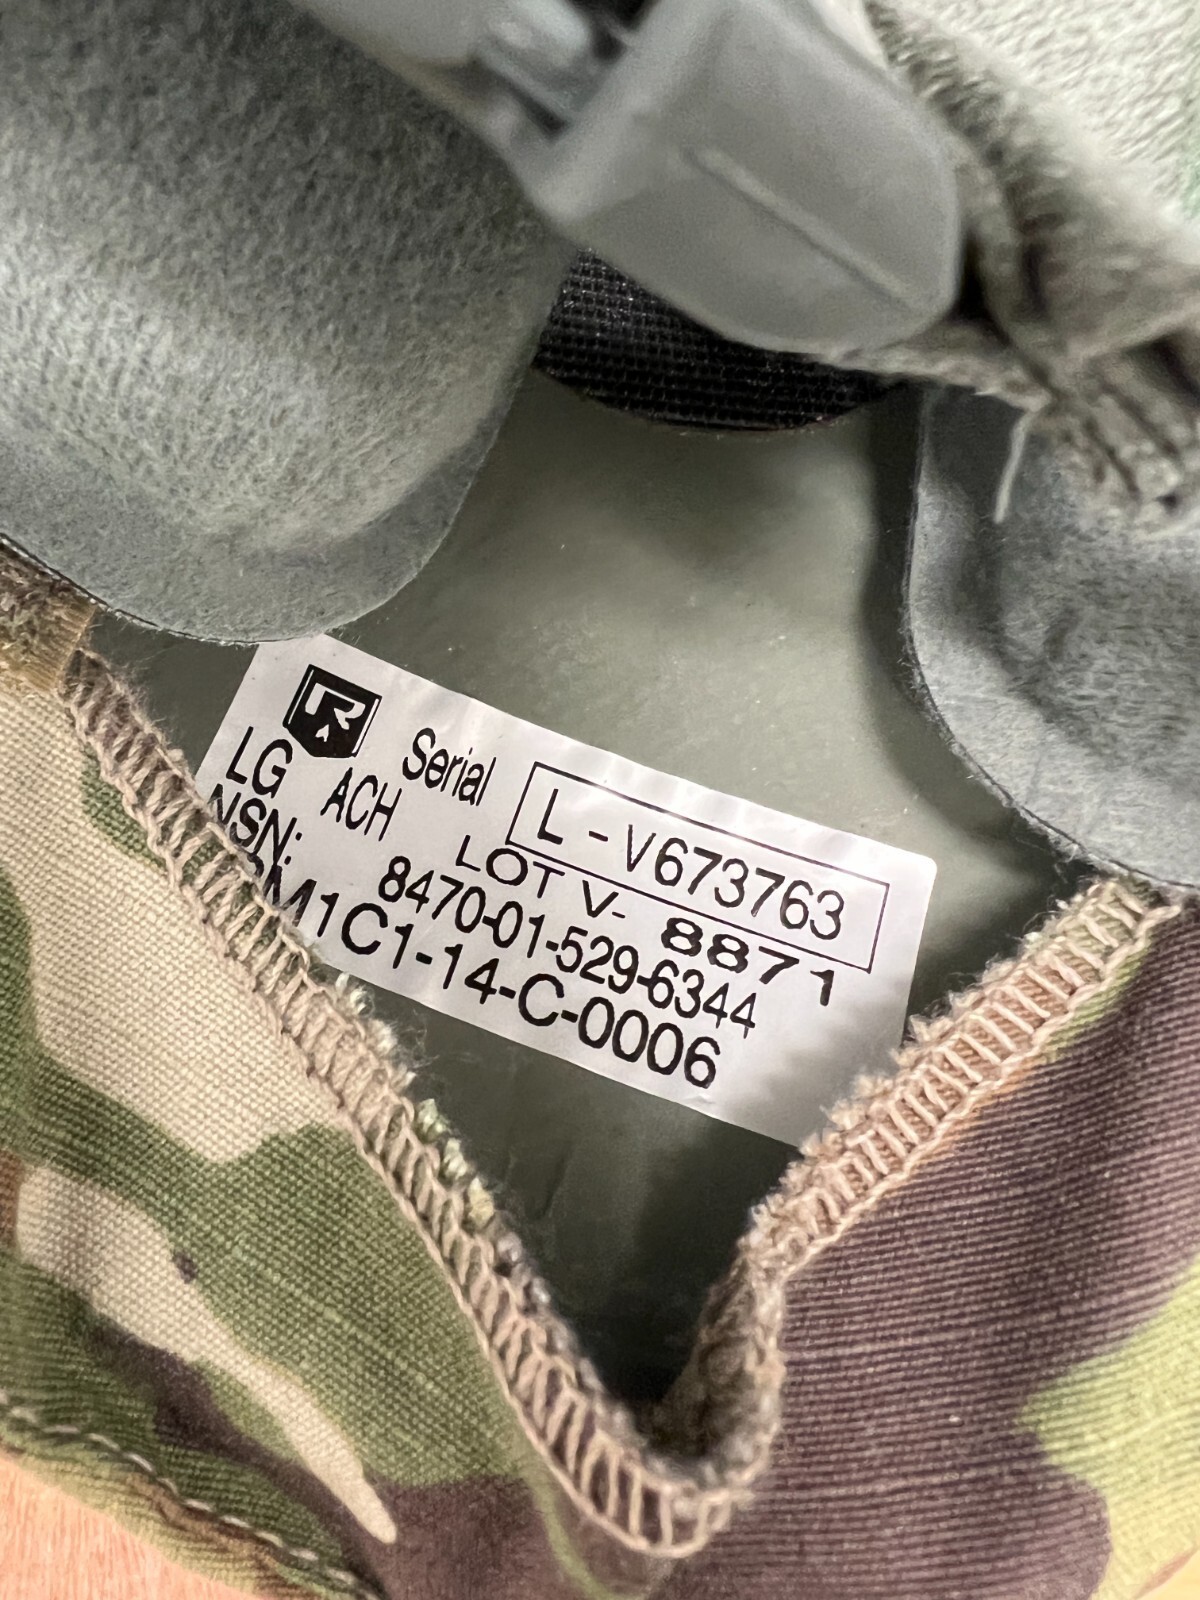 Serial L - V673763
LG ACH LOT V- 8871
NSN: 8470-01-529-6344
M1C1-14-C-0006